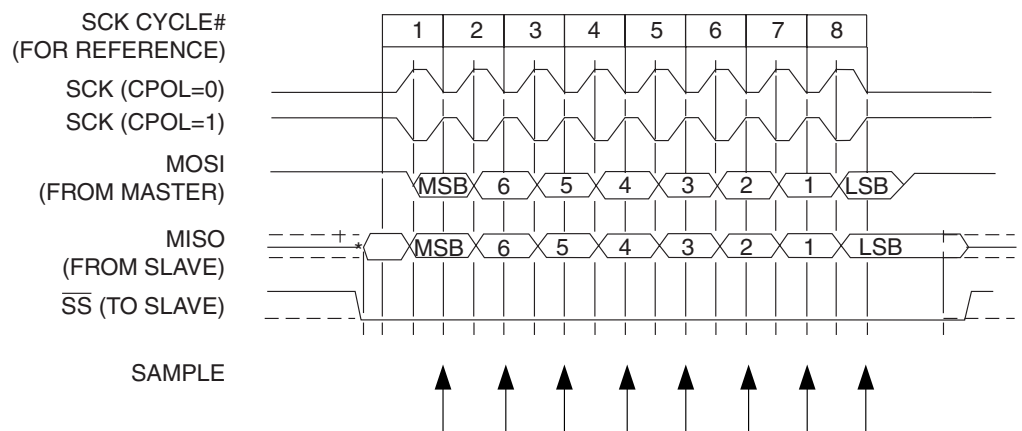 SCK CYCLE# 1 2 3 4 5 6 7 8
(FOR REFERENCE)
SCK (CPOL=0)
SCK (CPOL=1)
MOSI
(FROM MASTER) MSB 6 5 4 3 2 1 LSB
MISO * MSB 6 5 4 3 2 1 LSB
(FROM SLAVE)
SS (TO SLAVE)
SAMPLE